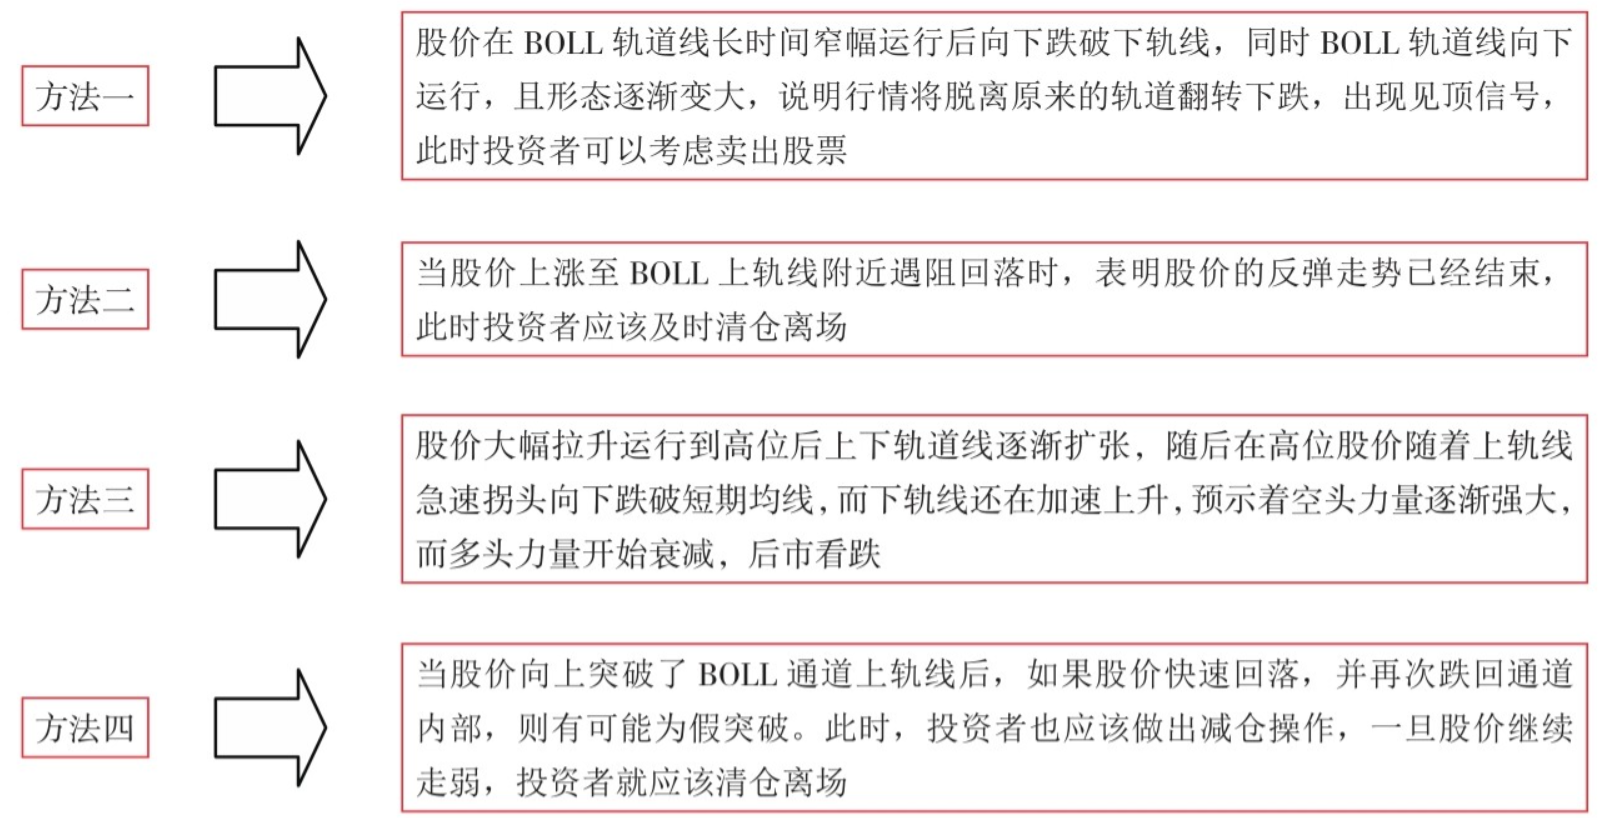 方法一
股价在 BOLL 轨道线长时间窄幅运行后向下跌破下轨线，同时 BOLL 轨道线向下
运行，且形态逐渐变大，说明行情将脱离原来的轨道翻转下跌，出现见顶信号，
此时投资者可以考虑卖出股票
方法二
当股价上涨至 BOLL 上轨线附近遇阻回落时，表明股价的反弹走势已经结束，
此时投资者应该及时清仓离场
方法三
股价大幅拉升运行到高位后上下轨道线逐渐扩张，随后在高位股价随着上轨线
急速拐头向下跌破短期均线，而下轨线还在加速上升，预示着空头力量逐渐强大，
而多头力量开始衰减，后市看跌
方法四
当股价向上突破了 BOLL 通道上轨线后，如果股价快速回落，并再次跌回通道
内部，则有可能为假突破。此时，投资者也应该做出减仓操作，一旦股价继续
走弱，投资者就应该清仓离场